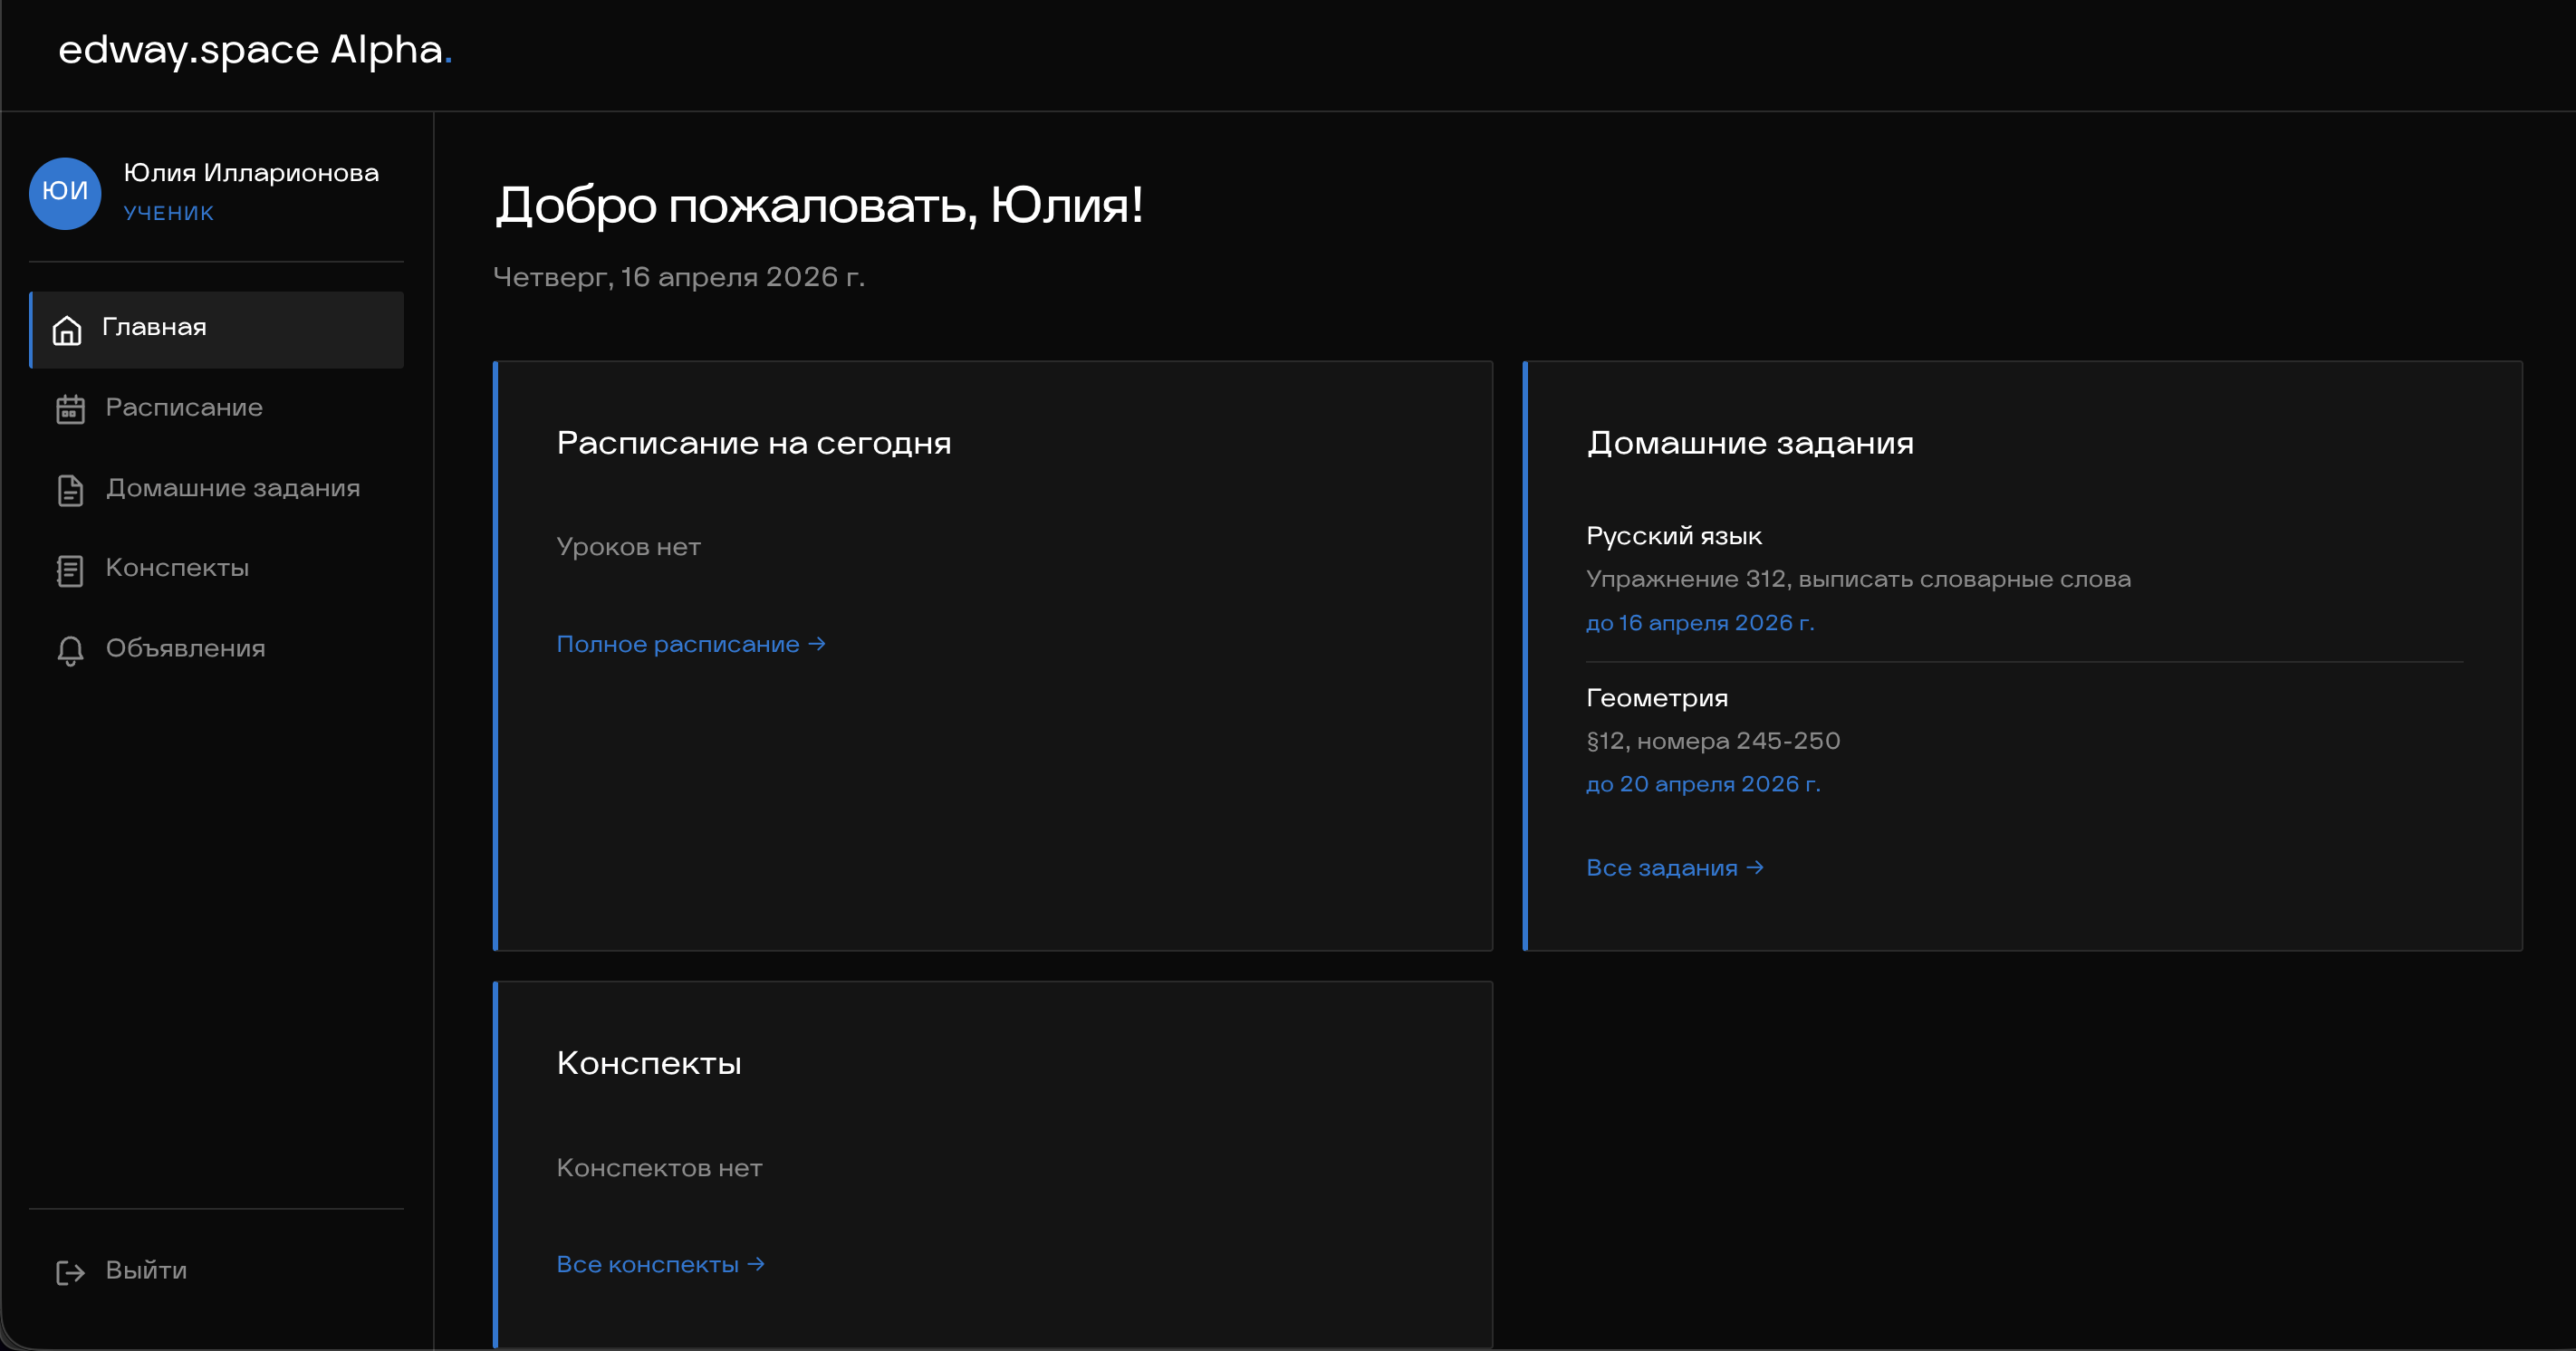 edway.space Alpha.
ЮИ
Юлия Илларионова
УЧЕНИК
Главная
Расписание
Домашние задания
Конспекты
Объявления
Выйти
Добро пожаловать, Юлия!
Четверг, 16 апреля 2026 г.
Расписание на сегодня
Уроков нет
Полное расписание →
Домашние задания
Русский язык
Упражнение 312, выписать словарные слова
до 16 апреля 2026 г.
Геометрия
§12, номера 245-250
до 20 апреля 2026 г.
Все задания →
Конспекты
Конспектов нет
Все конспекты →